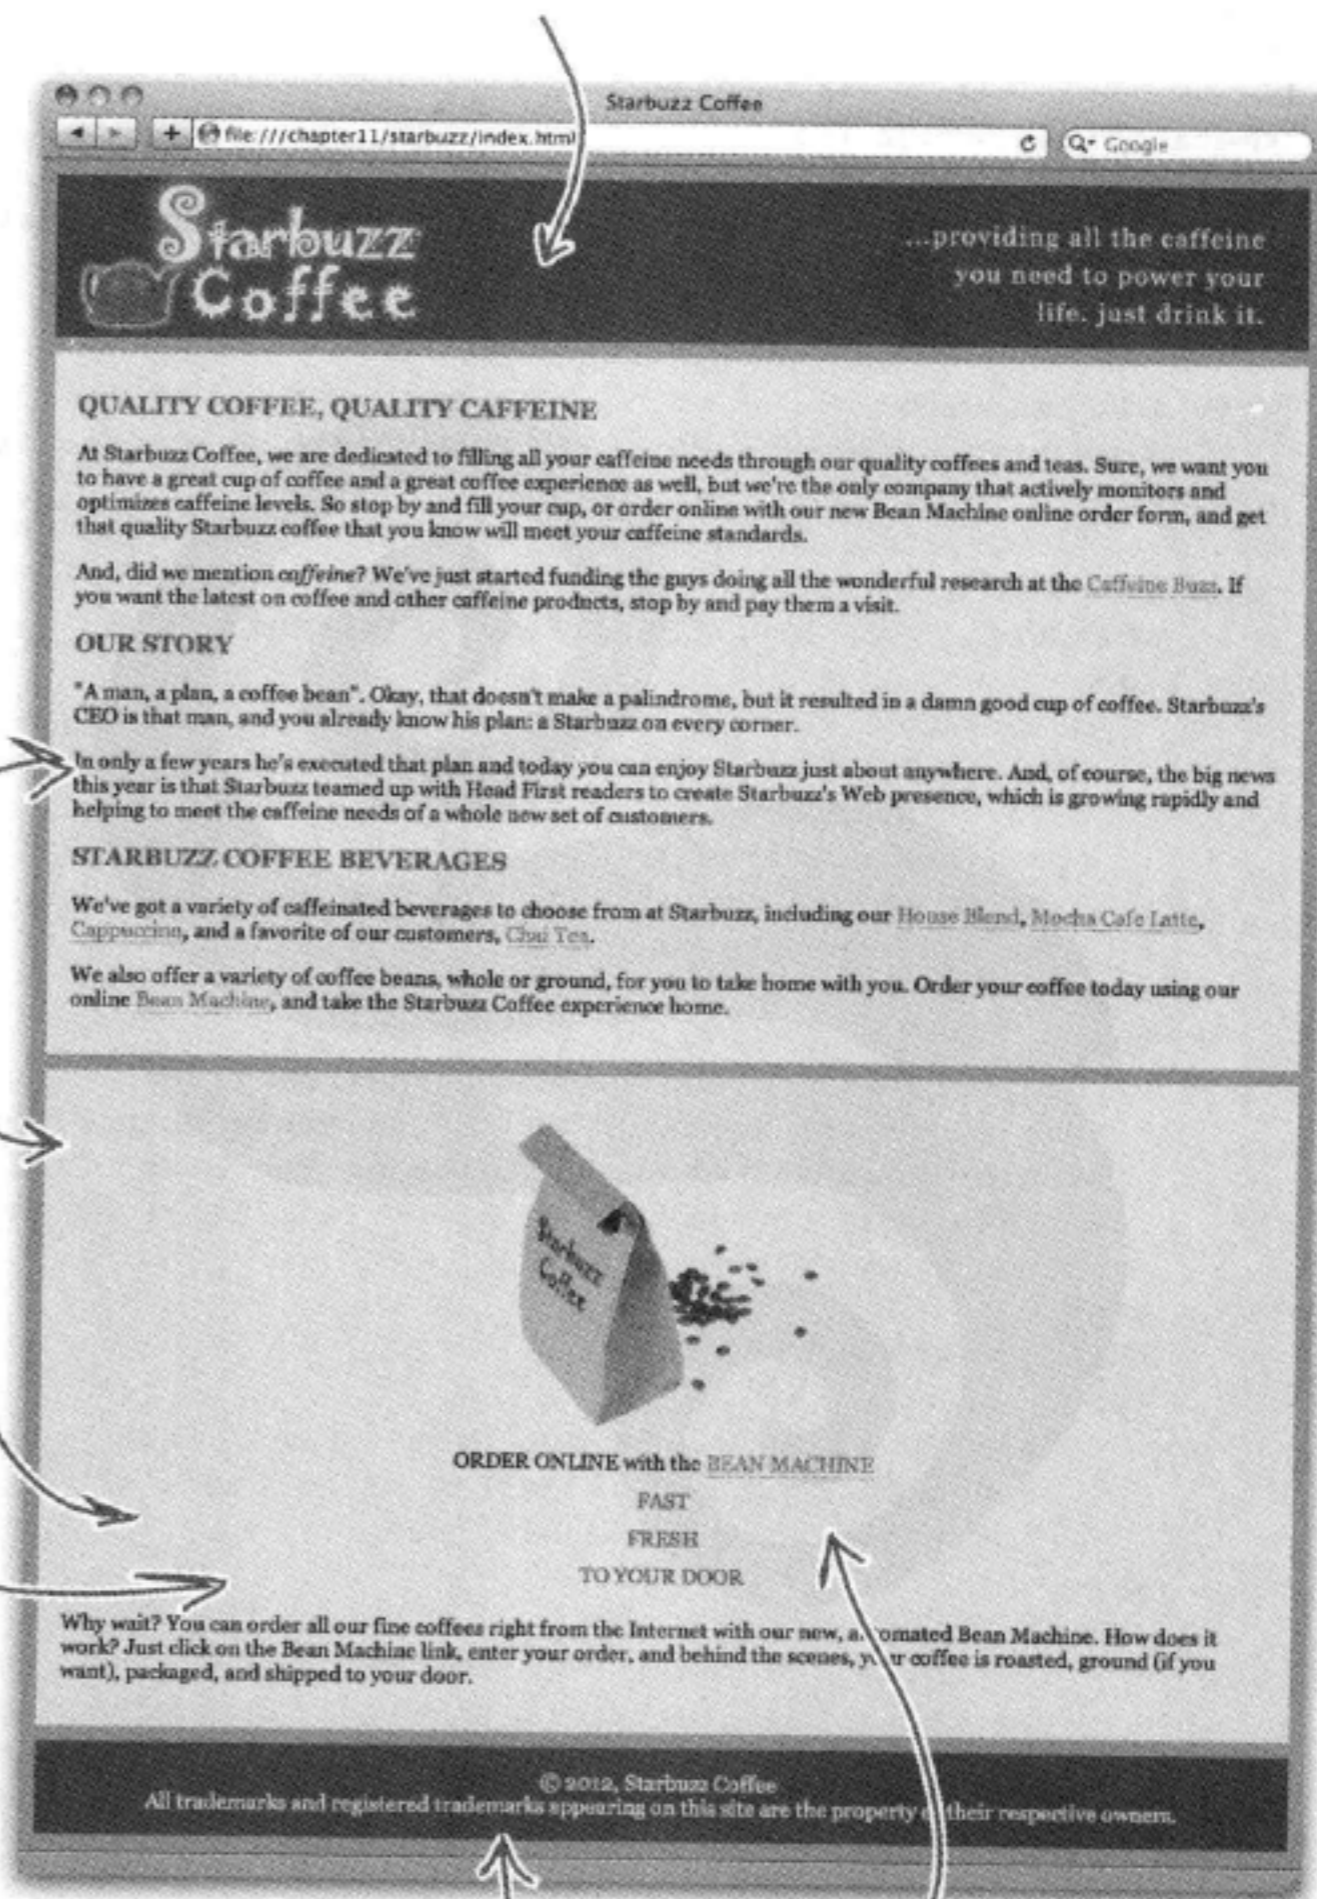 Starbuzz Coffee
file:///chapter11/starbuzz/index.html
Google
Starbuzz
Coffee
...providing all the caffeine
you need to power your
life. just drink it.
QUALITY COFFEE, QUALITY CAFFEINE
At Starbuzz Coffee, we are dedicated to filling all your caffeine needs through our quality coffees and teas. Sure, we want you
to have a great cup of coffee and a great coffee experience as well, but we're the only company that actively monitors and
optimizes caffeine levels. So stop by and fill your cup, or order online with our new Bean Machine online order form, and get
that quality Starbuzz coffee that you know will meet your caffeine standards.
And, did we mention caffeine? We've just started funding the guys doing all the wonderful research at the Caffeine Buzz. If
you want the latest on coffee and other caffeine products, stop by and pay them a visit.
OUR STORY
"A man, a plan, a coffee bean". Okay, that doesn't make a palindrome, but it resulted in a damn good cup of coffee. Starbuzz's
CEO is that man, and you already know his plan: a Starbuzz on every corner.
In only a few years he's executed that plan and today you can enjoy Starbuzz just about anywhere. And, of course, the big news
this year is that Starbuzz teamed up with Head First readers to create Starbuzz's Web presence, which is growing rapidly and
helping to meet the caffeine needs of a whole new set of customers.
STARBUZZ COFFEE BEVERAGES
We've got a variety of caffeinated beverages to choose from at Starbuzz, including our House Blend, Mocha Cafe Latte,
Cappuccino, and a favorite of our customers, Chai Tea.
We also offer a variety of coffee beans, whole or ground, for you to take home with you. Order your coffee today using our
online Bean Machine, and take the Starbuzz Coffee experience home.
Starbuzz
Coffee
ORDER ONLINE with the BEAN MACHINE
FAST
FRESH
TO YOUR DOOR
Why wait? You can order all our fine coffees right from the Internet with our new, automated Bean Machine. How does it
work? Just click on the Bean Machine link, enter your order, and behind the scenes, your coffee is roasted, ground (if you
want), packaged, and shipped to your door.
© 2012, Starbuzz Coffee
All trademarks and registered trademarks appearing on this site are the property of their respective owners.